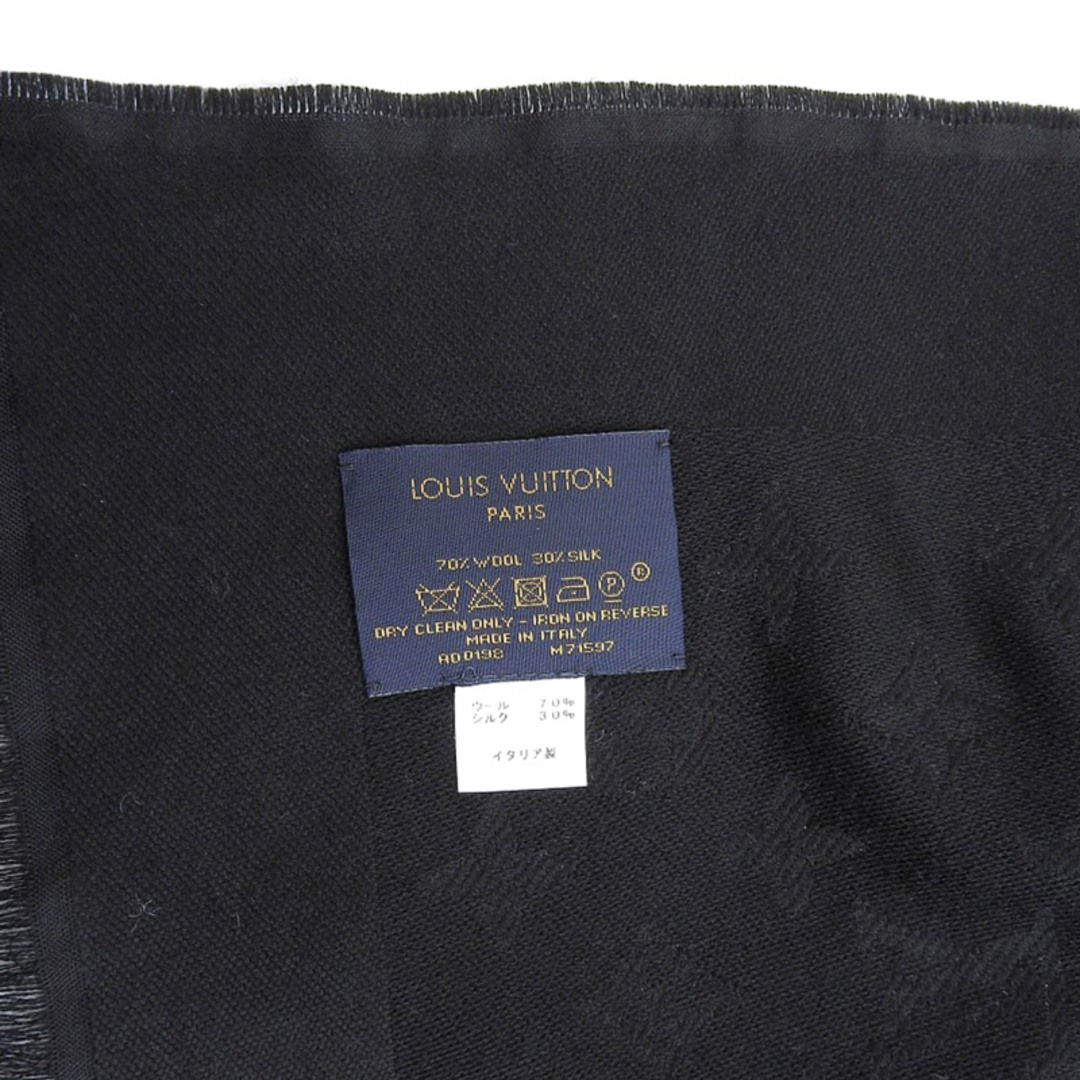 LOUIS VUITTON
PARIS
70% WOOL 30% SILK
P
®
DRY CLEAN ONLY - IRON ON REVERSE
MADE IN ITALY
AD0198 M71597
ウール 70%
シルク 30%
イタリア製